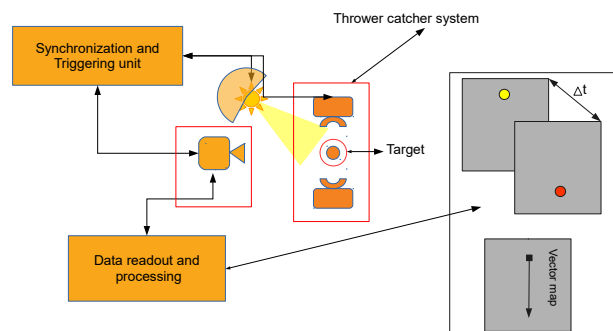 Thrower catcher system
Synchronization and
Triggering unit
Δt
Target
Data readout and
processing
Vector map